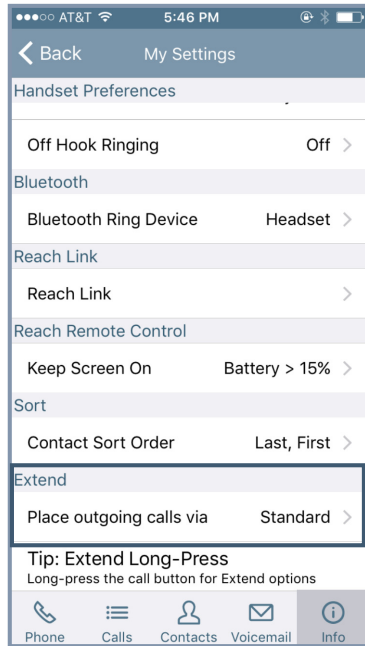 AT&T 5:46 PM
Back My Settings
Handset Preferences
Off Hook Ringing Off
Bluetooth
Bluetooth Ring Device Headset
Reach Link
Reach Link
Reach Remote Control
Keep Screen On Battery > 15%
Sort
Contact Sort Order Last, First
Extend
Place outgoing calls via Standard
Tip: Extend Long-Press
Long-press the call button for Extend options
Phone Calls Contacts Voicemail Info